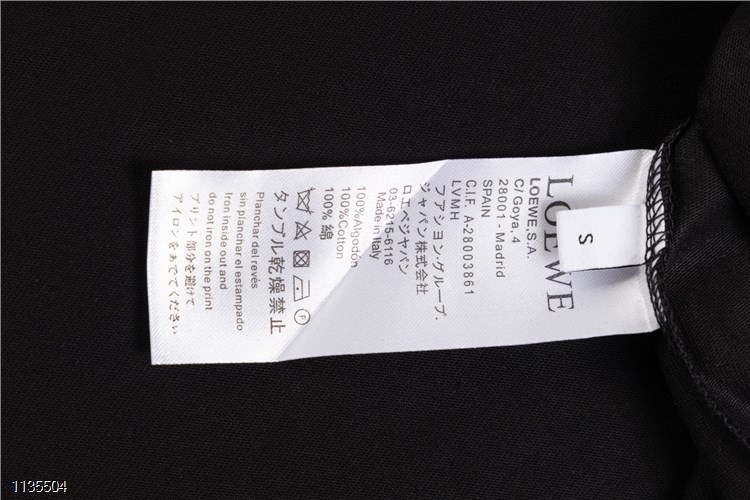 LOEWE
S
LOEWE,S.A.
C/ Goya, 4
28001 - Madrid
SPAIN
C.I.F. A-28003861
LVMH
ファシヨン·グループ.
ジャパン株式会社
ロエベジャパン
03-6215-6116
Made in Italy
100%Algodón
100%Cotton
100% 綿
タンブル乾燥禁止
Planchar del revés
sin planchar el estampado
Iron inside out and
do not iron on the print
プリント部分を避けて
アイロンをあでてください
F
1135504